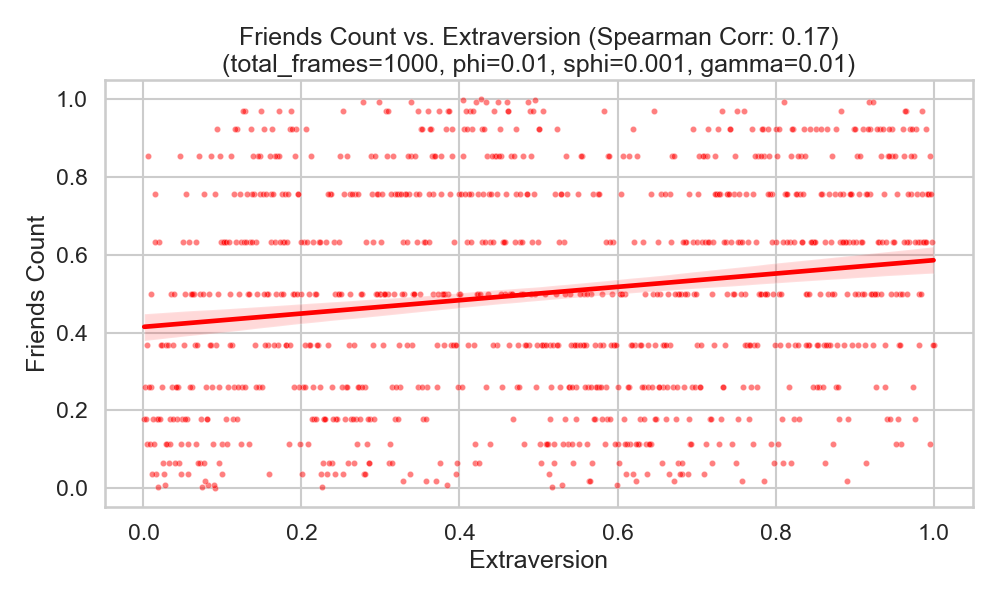 Friends Count vs. Extraversion (Spearman Corr: 0.17)
(total_frames=1000, phi=0.01, sphi=0.001, gamma=0.01)
Friends Count
1.0
0.8
0.6
0.4
0.2
0.0
0.0 0.2 0.4 0.6 0.8 1.0
Extraversion